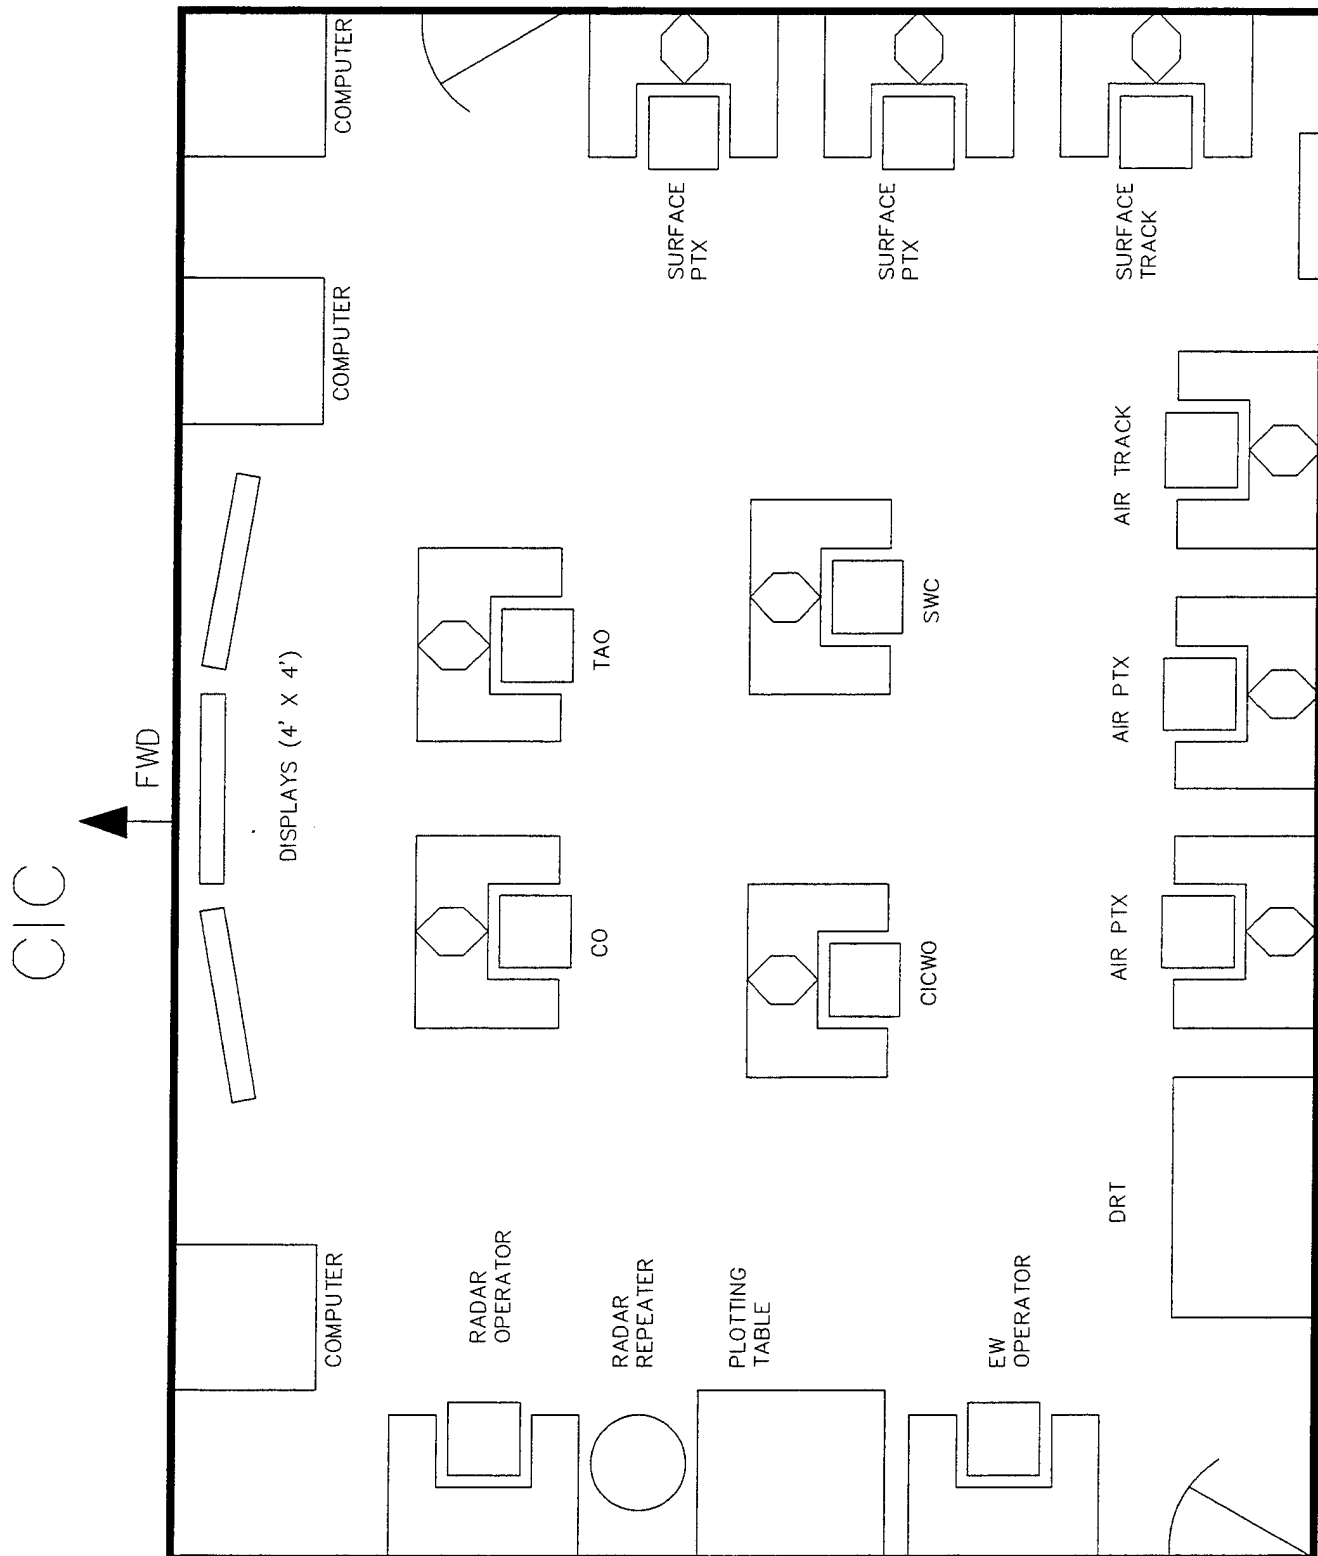 CIC
FWD
DISPLAYS (4' X 4')
COMPUTER
COMPUTER
COMPUTER
RADAR
OPERATOR
RADAR
REPEATER
PLOTTING
TABLE
EW
OPERATOR
CO
TAO
CICWO
SWC
SURFACE
PTX
SURFACE
PTX
SURFACE
TRACK
DRT
AIR PTX
AIR PTX
AIR TRACK